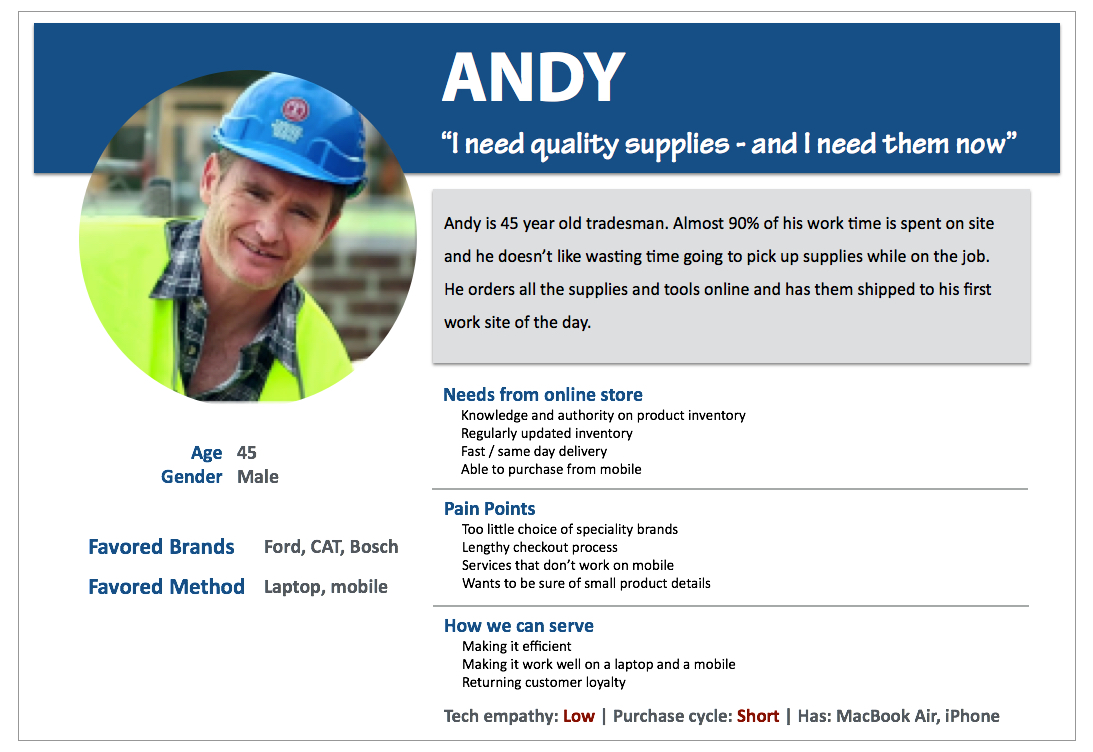 ANDY
“I need quality supplies - and I need them now”
Andy is 45 year old tradesman. Almost 90% of his work time is spent on site
and he doesn’t like wasting time going to pick up supplies while on the job.
He orders all the supplies and tools online and has them shipped to his first
work site of the day.
Age 45
Gender Male
Favored Brands Ford, CAT, Bosch
Favored Method Laptop, mobile
Needs from online store
Knowledge and authority on product inventory
Regularly updated inventory
Fast / same day delivery
Able to purchase from mobile
Pain Points
Too little choice of speciality brands
Lengthy checkout process
Services that don’t work on mobile
Wants to be sure of small product details
How we can serve
Making it efficient
Making it work well on a laptop and a mobile
Returning customer loyalty
Tech empathy: Low | Purchase cycle: Short | Has: MacBook Air, iPhone